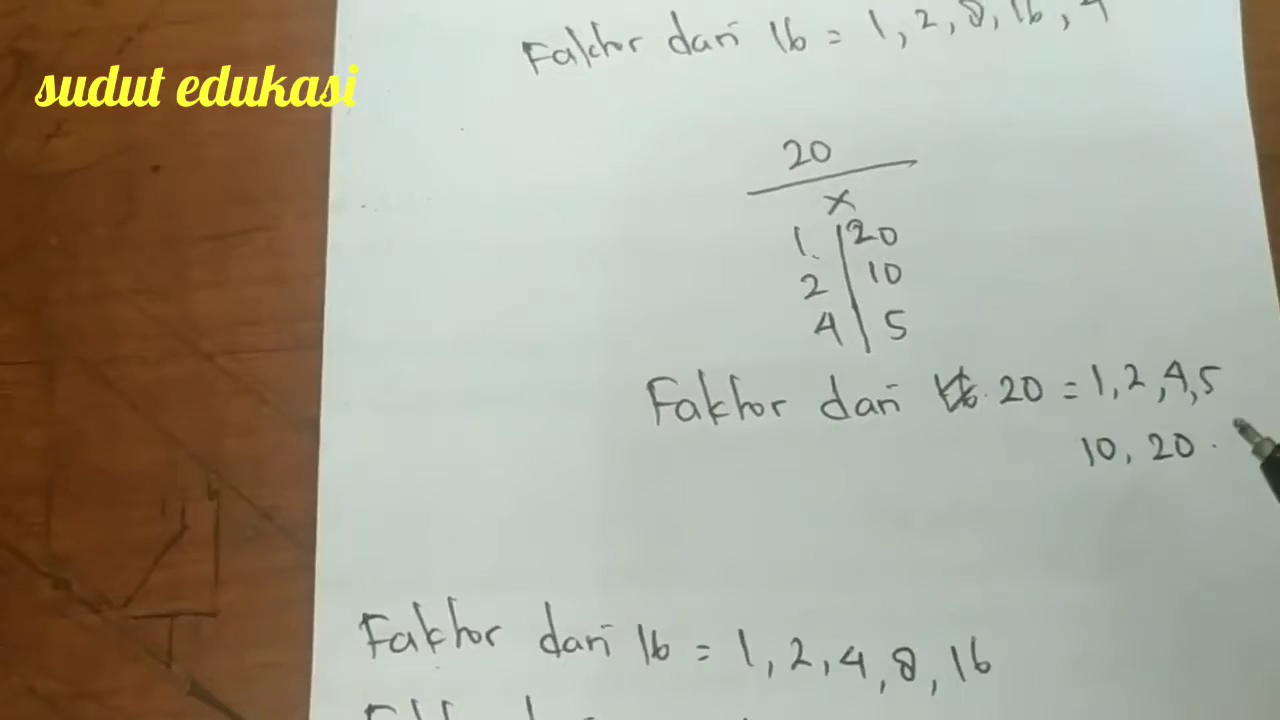 Faktor dari 16 = 1, 2, 8, 16, 4
sudut edukasi
20
x
1. | 20
2 | 10
4 | 5
Faktor dari 20 = 1, 2, 4, 5
10, 20.
Faktor dari 16 = 1, 2, 4, 8, 16